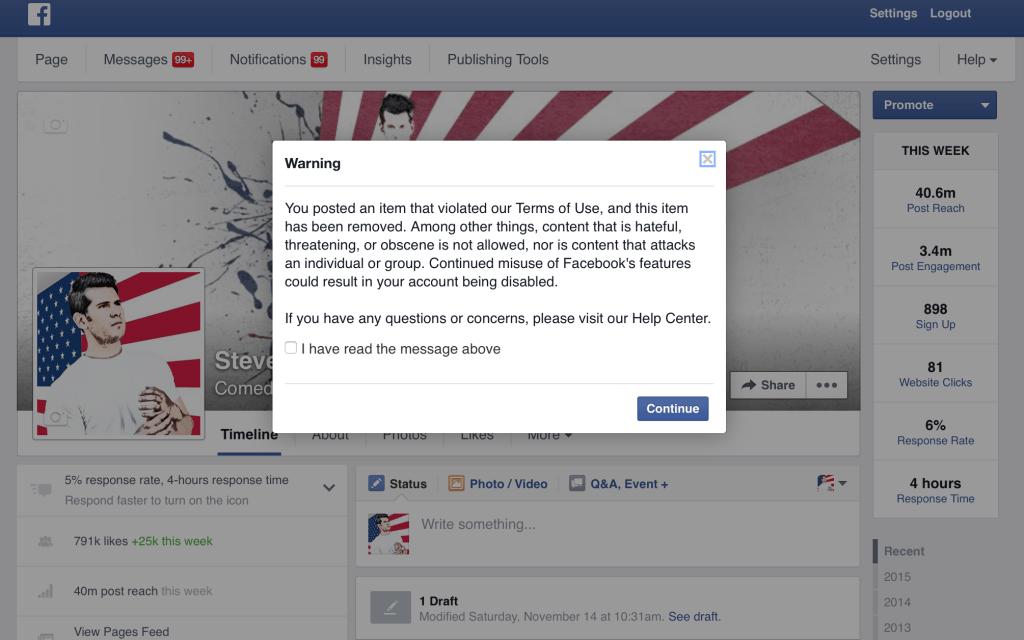 f
Settings Logout
Page Messages 99+ Notifications 99 Insights Publishing Tools Settings Help
Promote
THIS WEEK
40.6m
Post Reach
3.4m
Post Engagement
898
Sign Up
81
Website Clicks
6%
Response Rate
4 hours
Response Time
Warning
You posted an item that violated our Terms of Use, and this item
has been removed. Among other things, content that is hateful,
threatening, or obscene is not allowed, nor is content that attacks
an individual or group. Continued misuse of Facebook's features
could result in your account being disabled.
If you have any questions or concerns, please visit our Help Center.
I have read the message above
Continue
Steve
Comed
Share
Timeline About Photos Likes More
5% response rate, 4-hours response time
Respond faster to turn on the icon
791k likes +25k this week
40m post reach this week
View Pages Feed
Status Photo / Video Q&A, Event +
Write something...
1 Draft
Modified Saturday, November 14 at 10:31am. See draft.
Recent
2015
2014
2013